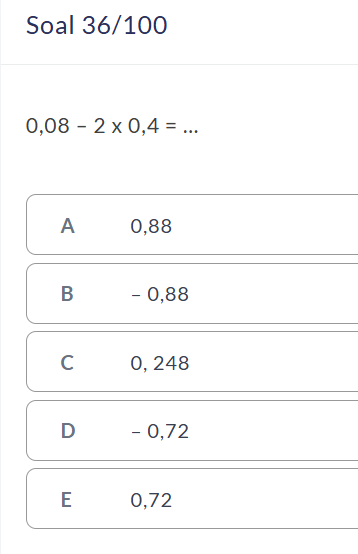 Soal 36/100
0,08 – 2 x 0,4 = ...
A 0,88
B – 0,88
C 0, 248
D – 0,72
E 0,72